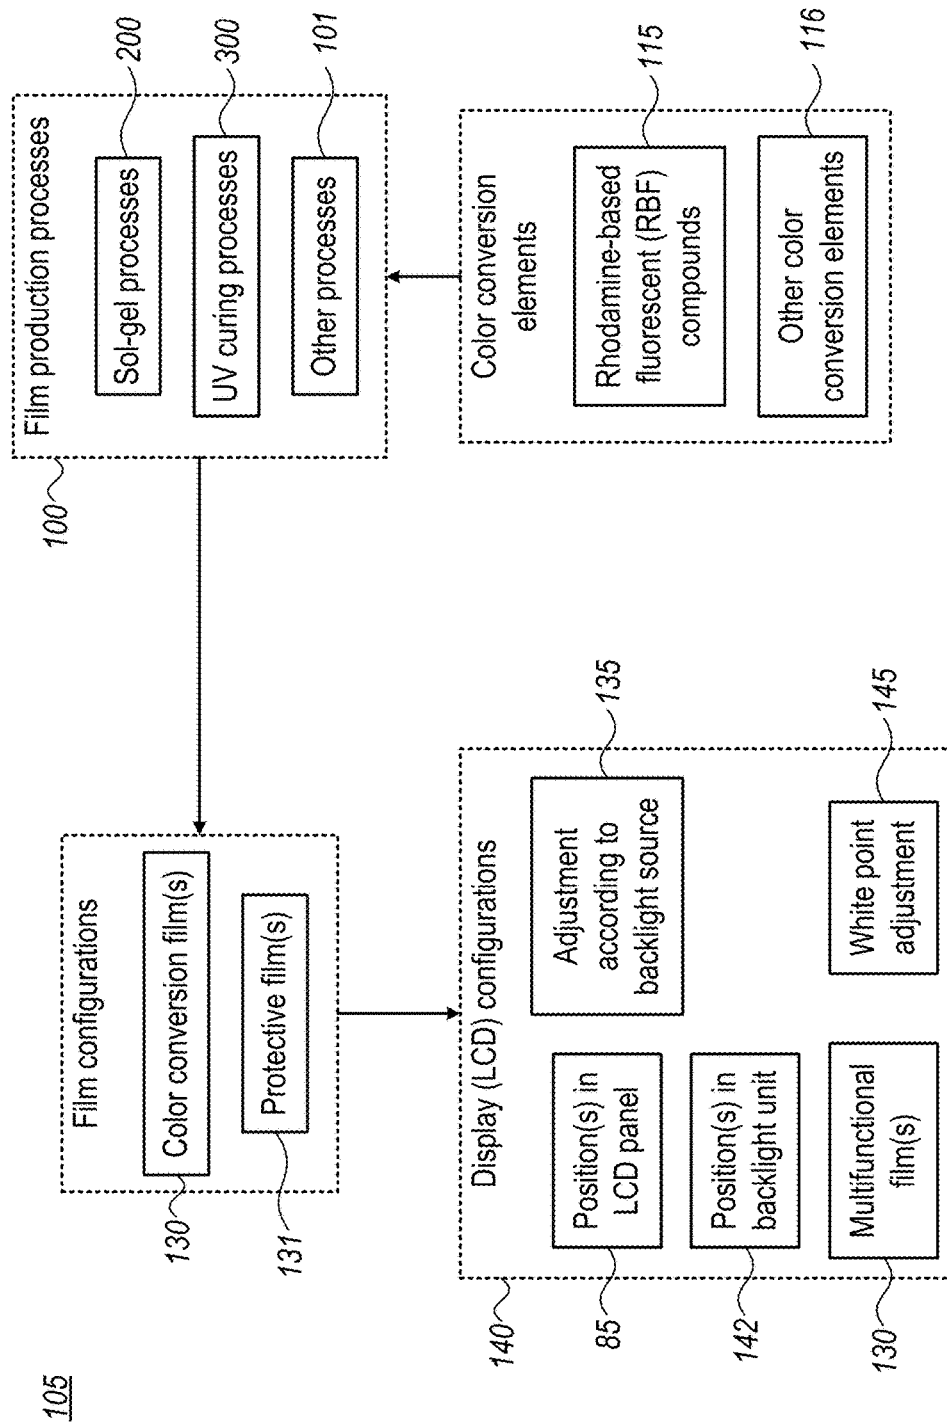 105
Film configurations
Color conversion film(s)
130
Protective film(s)
131
Film production processes
100
Sol-gel processes
200
UV curing processes
300
Other processes
101
Display (LCD) configurations
140
Position(s) in
LCD panel
85
Adjustment
according to
backlight source
135
Position(s) in
backlight unit
142
Multifunctional
film(s)
130
White point
adjustment
145
Color conversion
elements
Rhodamine-based
fluorescent (RBF)
compounds
115
Other color
conversion elements
116